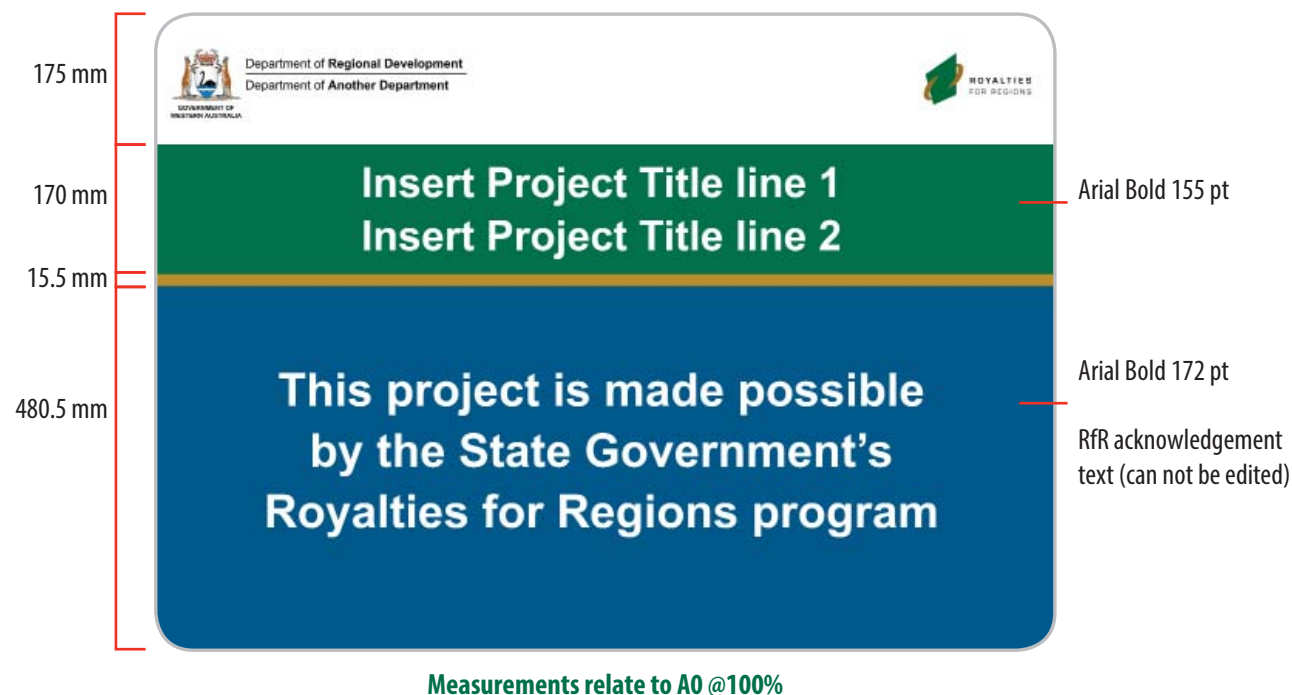 175 mm
Department of Regional Development
Department of Another Department
GOVERNMENT OF
WESTERN AUSTRALIA
ROYALTIES
FOR REGIONS
170 mm
Insert Project Title line 1
Insert Project Title line 2
Arial Bold 155 pt
15.5 mm
480.5 mm
This project is made possible
by the State Government's
Royalties for Regions program
Arial Bold 172 pt
RfR acknowledgement
text (can not be edited)
Measurements relate to A0 @100%